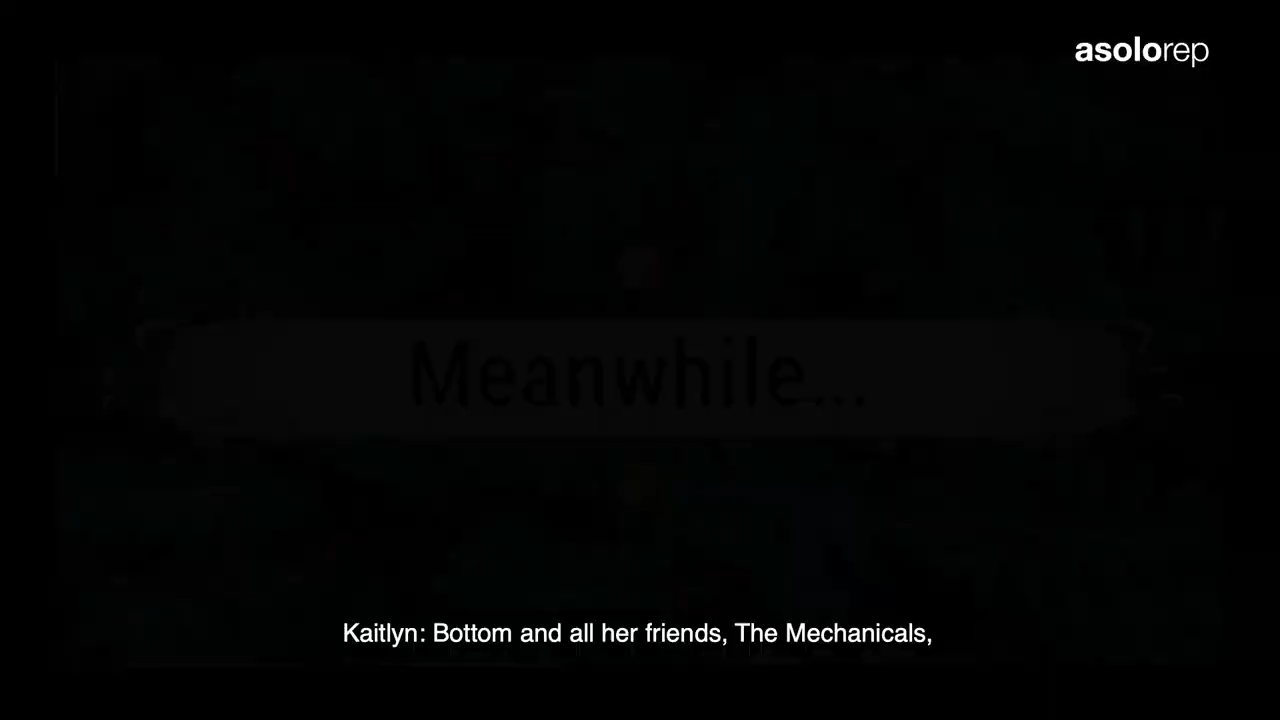 asolorep
Meanwhile...
Kaitlyn: Bottom and all her friends, The Mechanicals,